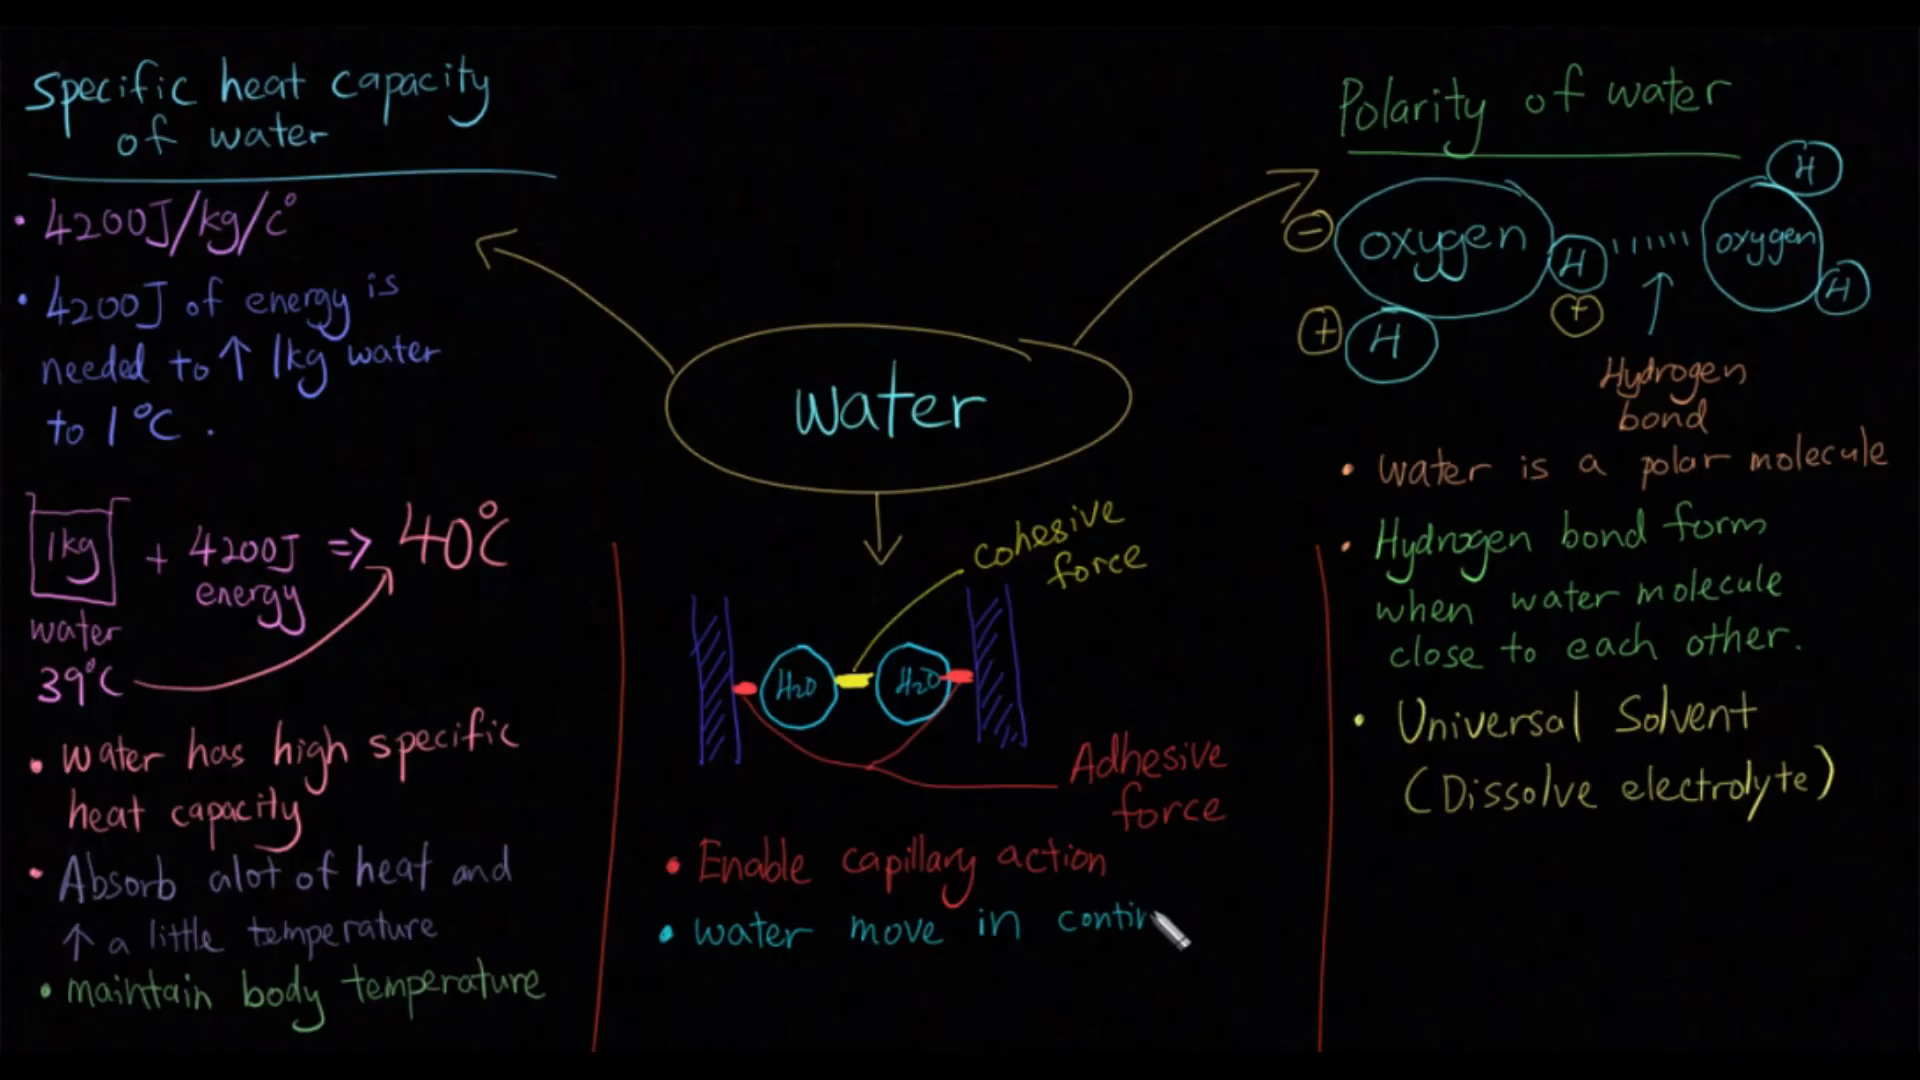 Specific heat capacity
of water
• 4200J/kg/c°
• 4200J of energy is
needed to ↑ 1kg water
to 1°C.
1kg
+ 4200J => 40°C
energy
water
39°C
• water has high specific
heat capacity
• Absorb alot of heat and
↑ a little temperature
• maintain body temperature
water
cohesive
force
H2O
H2O
Adhesive
force
• Enable capillary action
• water move in contin
Polarity of water
H
- oxygen H oxygen
+ H + H
Hydrogen
bond
• water is a polar molecule
• Hydrogen bond form
when water molecule
close to each other.
• Universal Solvent
(Dissolve electrolyte)